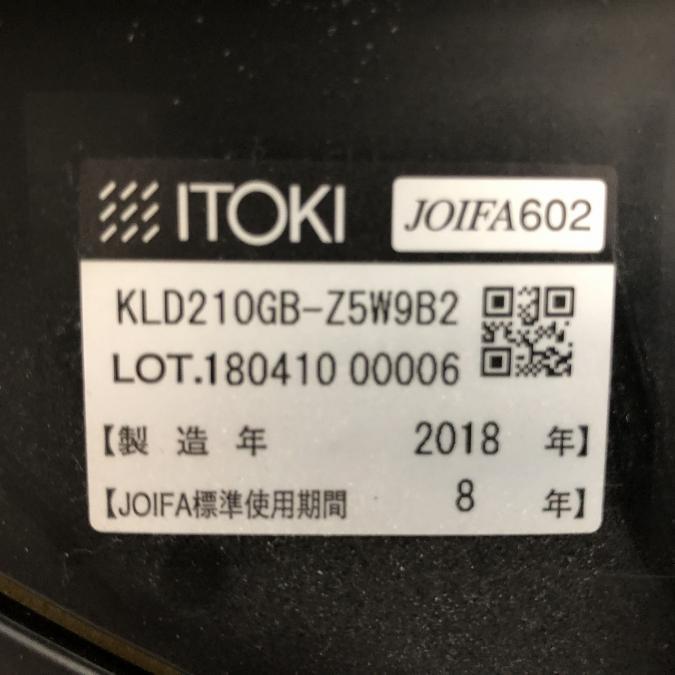 ITOKI JOIFA602
KLD210GB-Z5W9B2
LOT.180410 00006
【製 造 年 2018 年】
【JOIFA標準使用期間 8 年】